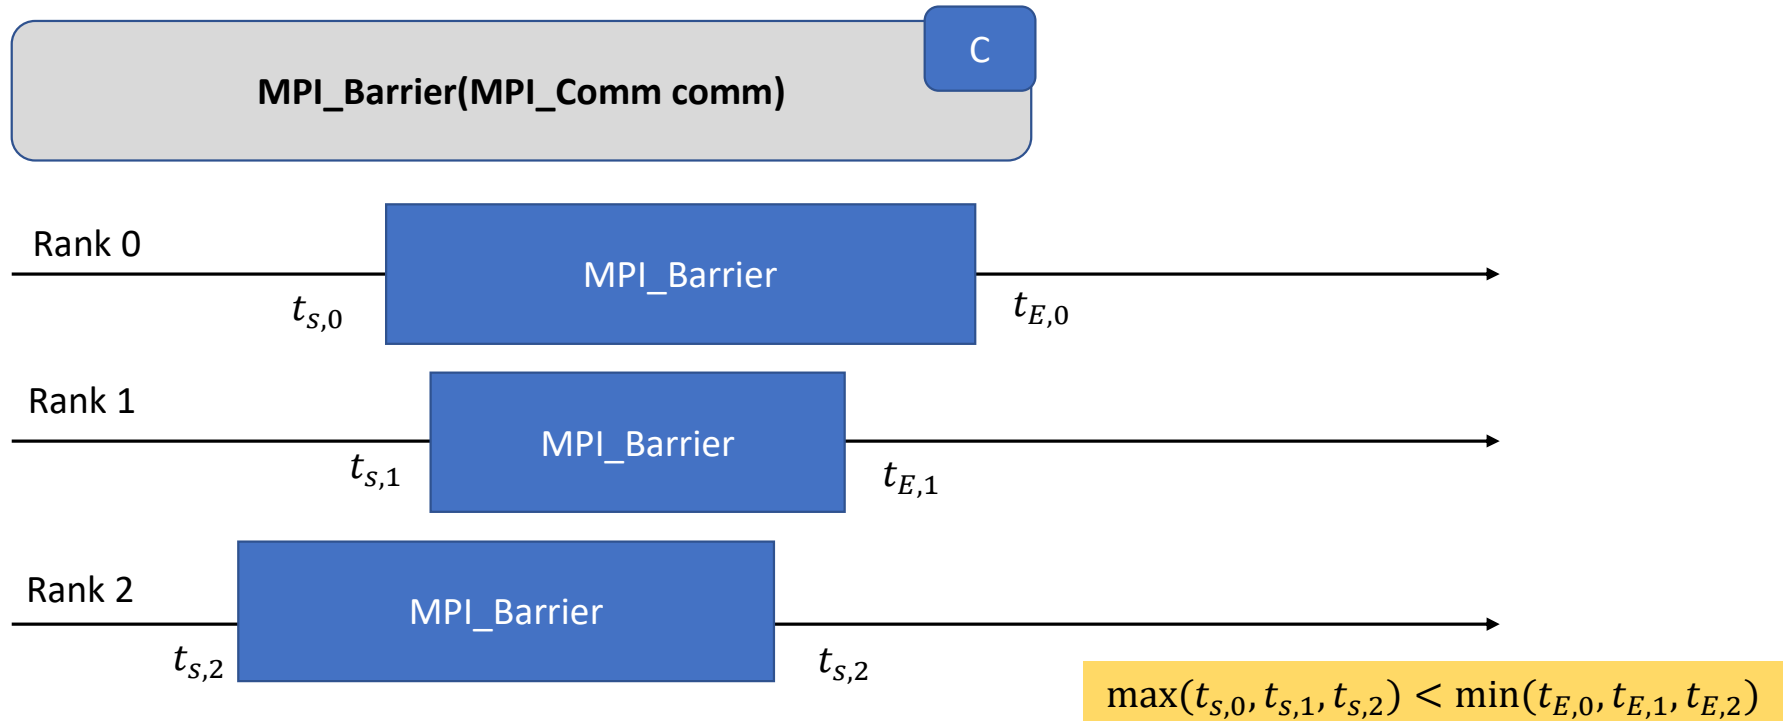 C
MPI_Barrier(MPI_Comm comm)
Rank 0
MPI_Barrier
t_{s,0}
t_{E,0}
Rank 1
MPI_Barrier
t_{s,1}
t_{E,1}
Rank 2
MPI_Barrier
t_{s,2}
t_{s,2}
max(t_{s,0}, t_{s,1}, t_{s,2}) < min(t_{E,0}, t_{E,1}, t_{E,2})